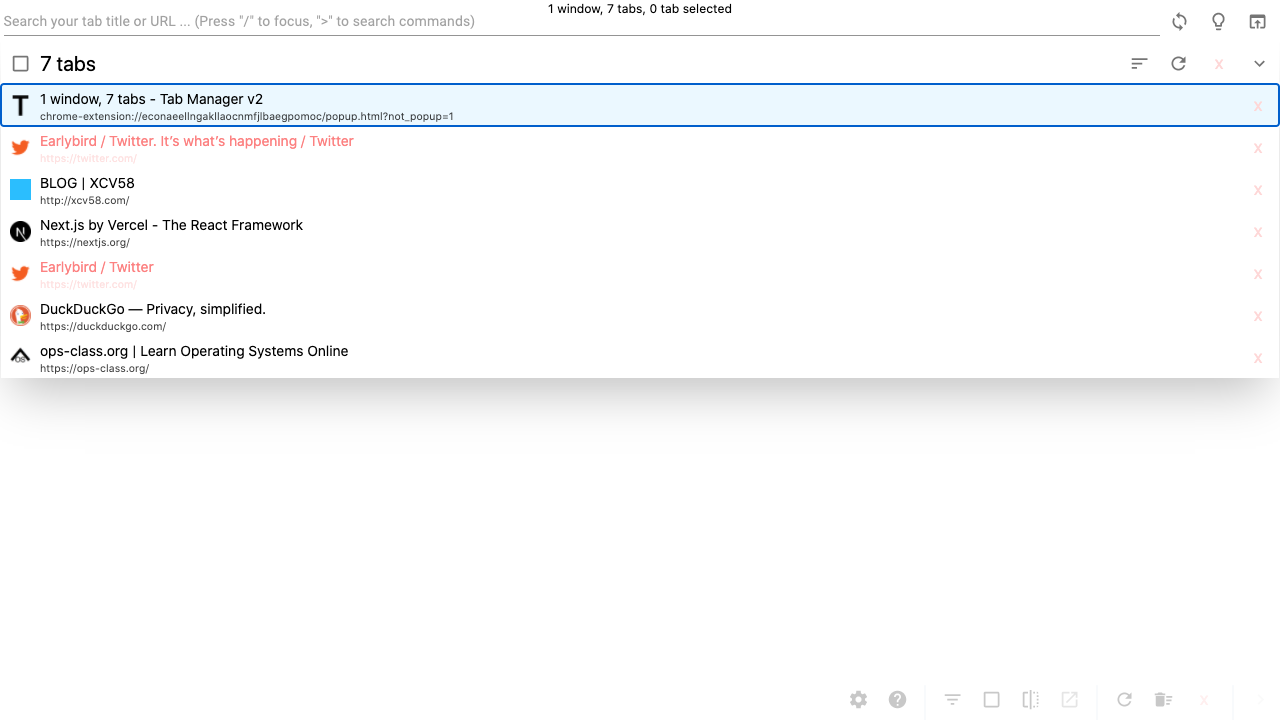 1 window, 7 tabs, 0 tab selected
Search your tab title or URL ... (Press "/" to focus, ">" to search commands)
7 tabs
x
1 window, 7 tabs - Tab Manager v2
chrome-extension://econaeellngakllaocnmfjlbaegpomoc/popup.html?not_popup=1
x
Earlybird / Twitter. It’s what’s happening / Twitter
https://twitter.com/
x
BLOG | XCV58
http://xcv58.com/
x
Next.js by Vercel - The React Framework
https://nextjs.org/
x
Earlybird / Twitter
https://twitter.com/
x
DuckDuckGo — Privacy, simplified.
https://duckduckgo.com/
x
ops-class.org | Learn Operating Systems Online
https://ops-class.org/
x
x